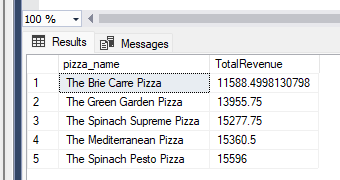 100 %
Results Messages
pizza_name TotalRevenue
1 The Brie Carre Pizza 11588.4998130798
2 The Green Garden Pizza 13955.75
3 The Spinach Supreme Pizza 15277.75
4 The Mediterranean Pizza 15360.5
5 The Spinach Pesto Pizza 15596